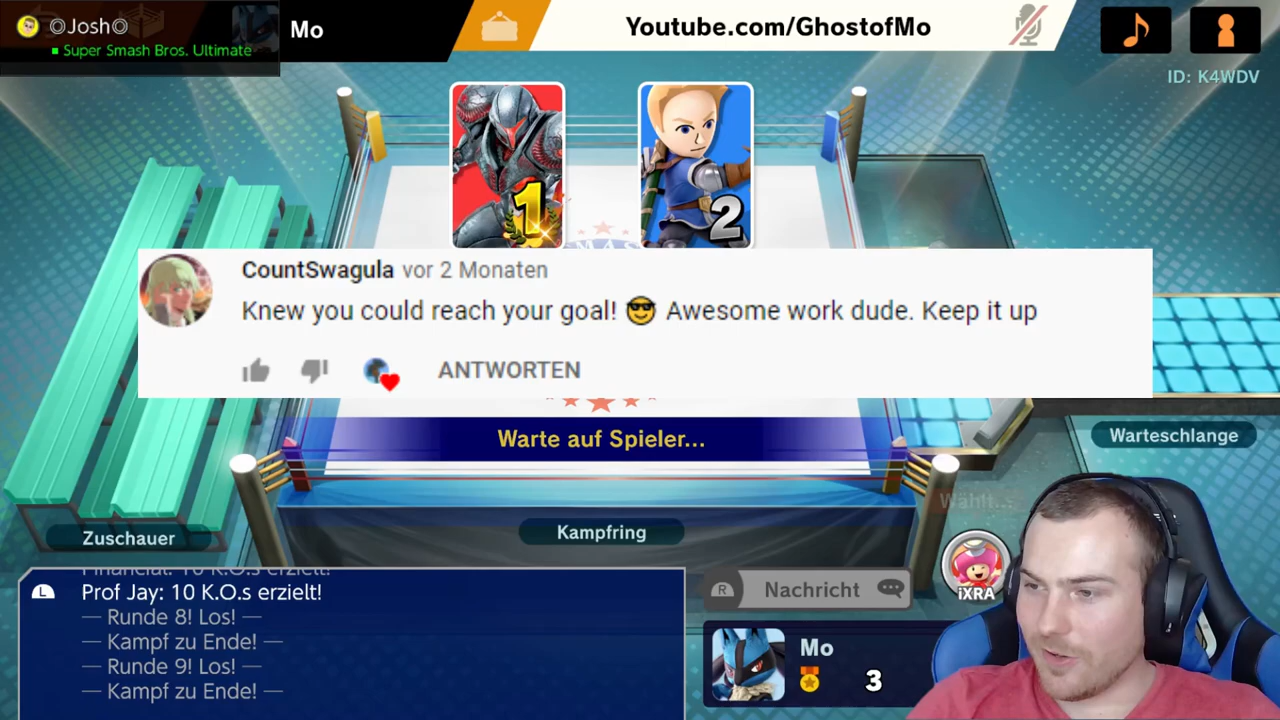 ◎Josh◎
Super Smash Bros. Ultimate
Mo
Youtube.com/GhostofMo
ID: K4WDV
1
2
CountSwagula vor 2 Monaten
Knew you could reach your goal! 😎 Awesome work dude. Keep it up
ANTWORTEN
Warte auf Spieler...
Warteschlange
Wählt...
Zuschauer
Kampfring
iXRA
L
Prof Jay: 10 K.O.s erzielt!
— Runde 8! Los! —
— Kampf zu Ende! —
— Runde 9! Los! —
— Kampf zu Ende! —
R
Nachricht
Mo
3